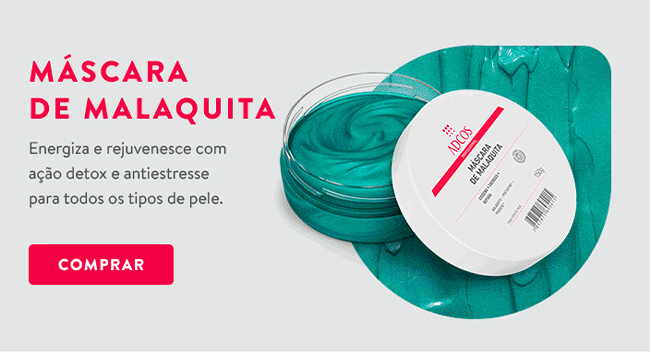 MÁSCARA
DE MALAQUITA
Energiza e rejuvenesce com
ação detox e antiestresse
para todos os tipos de pele.
COMPRAR
ADCOS
MÁSCARA
DE MALAQUITA
150g